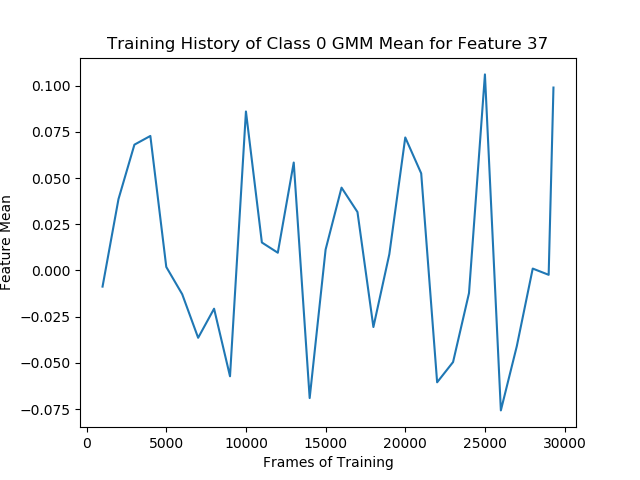 Training History of Class 0 GMM Mean for Feature 37
0.100
0.075
0.050
0.025
0.000
−0.025
−0.050
−0.075
Feature Mean
0 5000 10000 15000 20000 25000 30000
Frames of Training